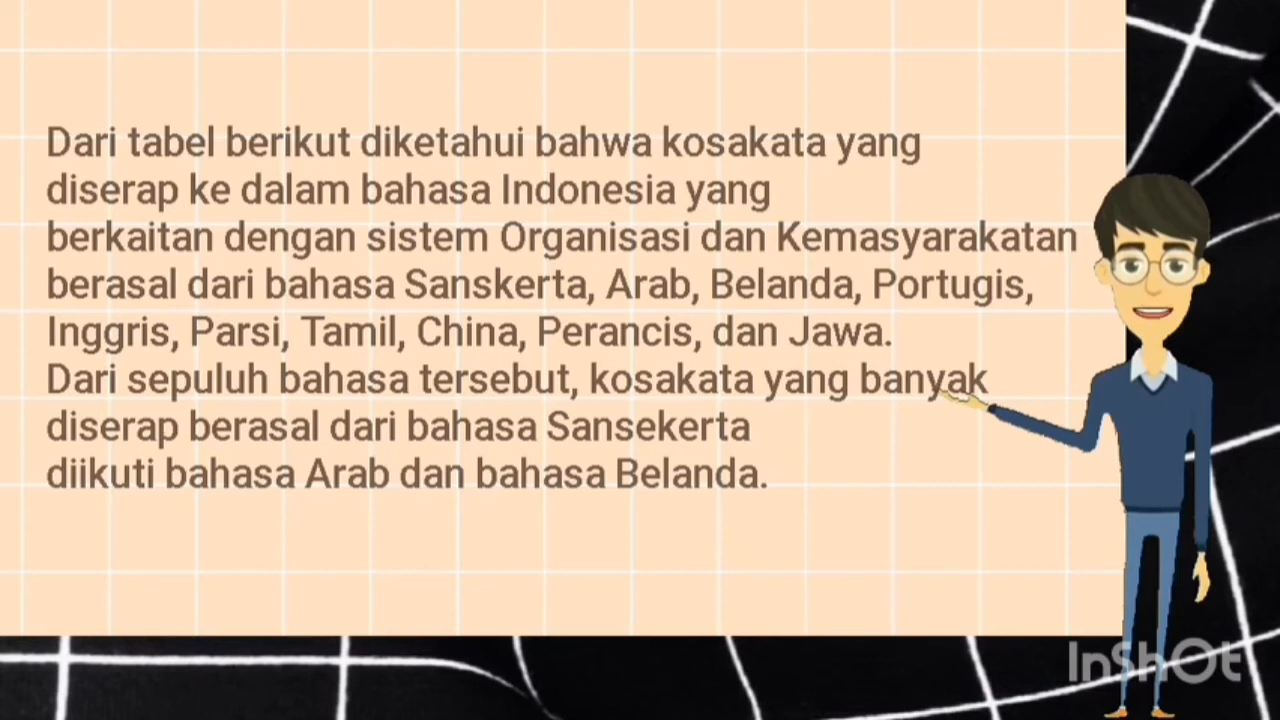 Dari tabel berikut diketahui bahwa kosakata yang
diserap ke dalam bahasa Indonesia yang
berkaitan dengan sistem Organisasi dan Kemasyarakatan
berasal dari bahasa Sanskerta, Arab, Belanda, Portugis,
Inggris, Parsi, Tamil, China, Perancis, dan Jawa.
Dari sepuluh bahasa tersebut, kosakata yang banyak
diserap berasal dari bahasa Sansekerta
diikuti bahasa Arab dan bahasa Belanda.
InShOt